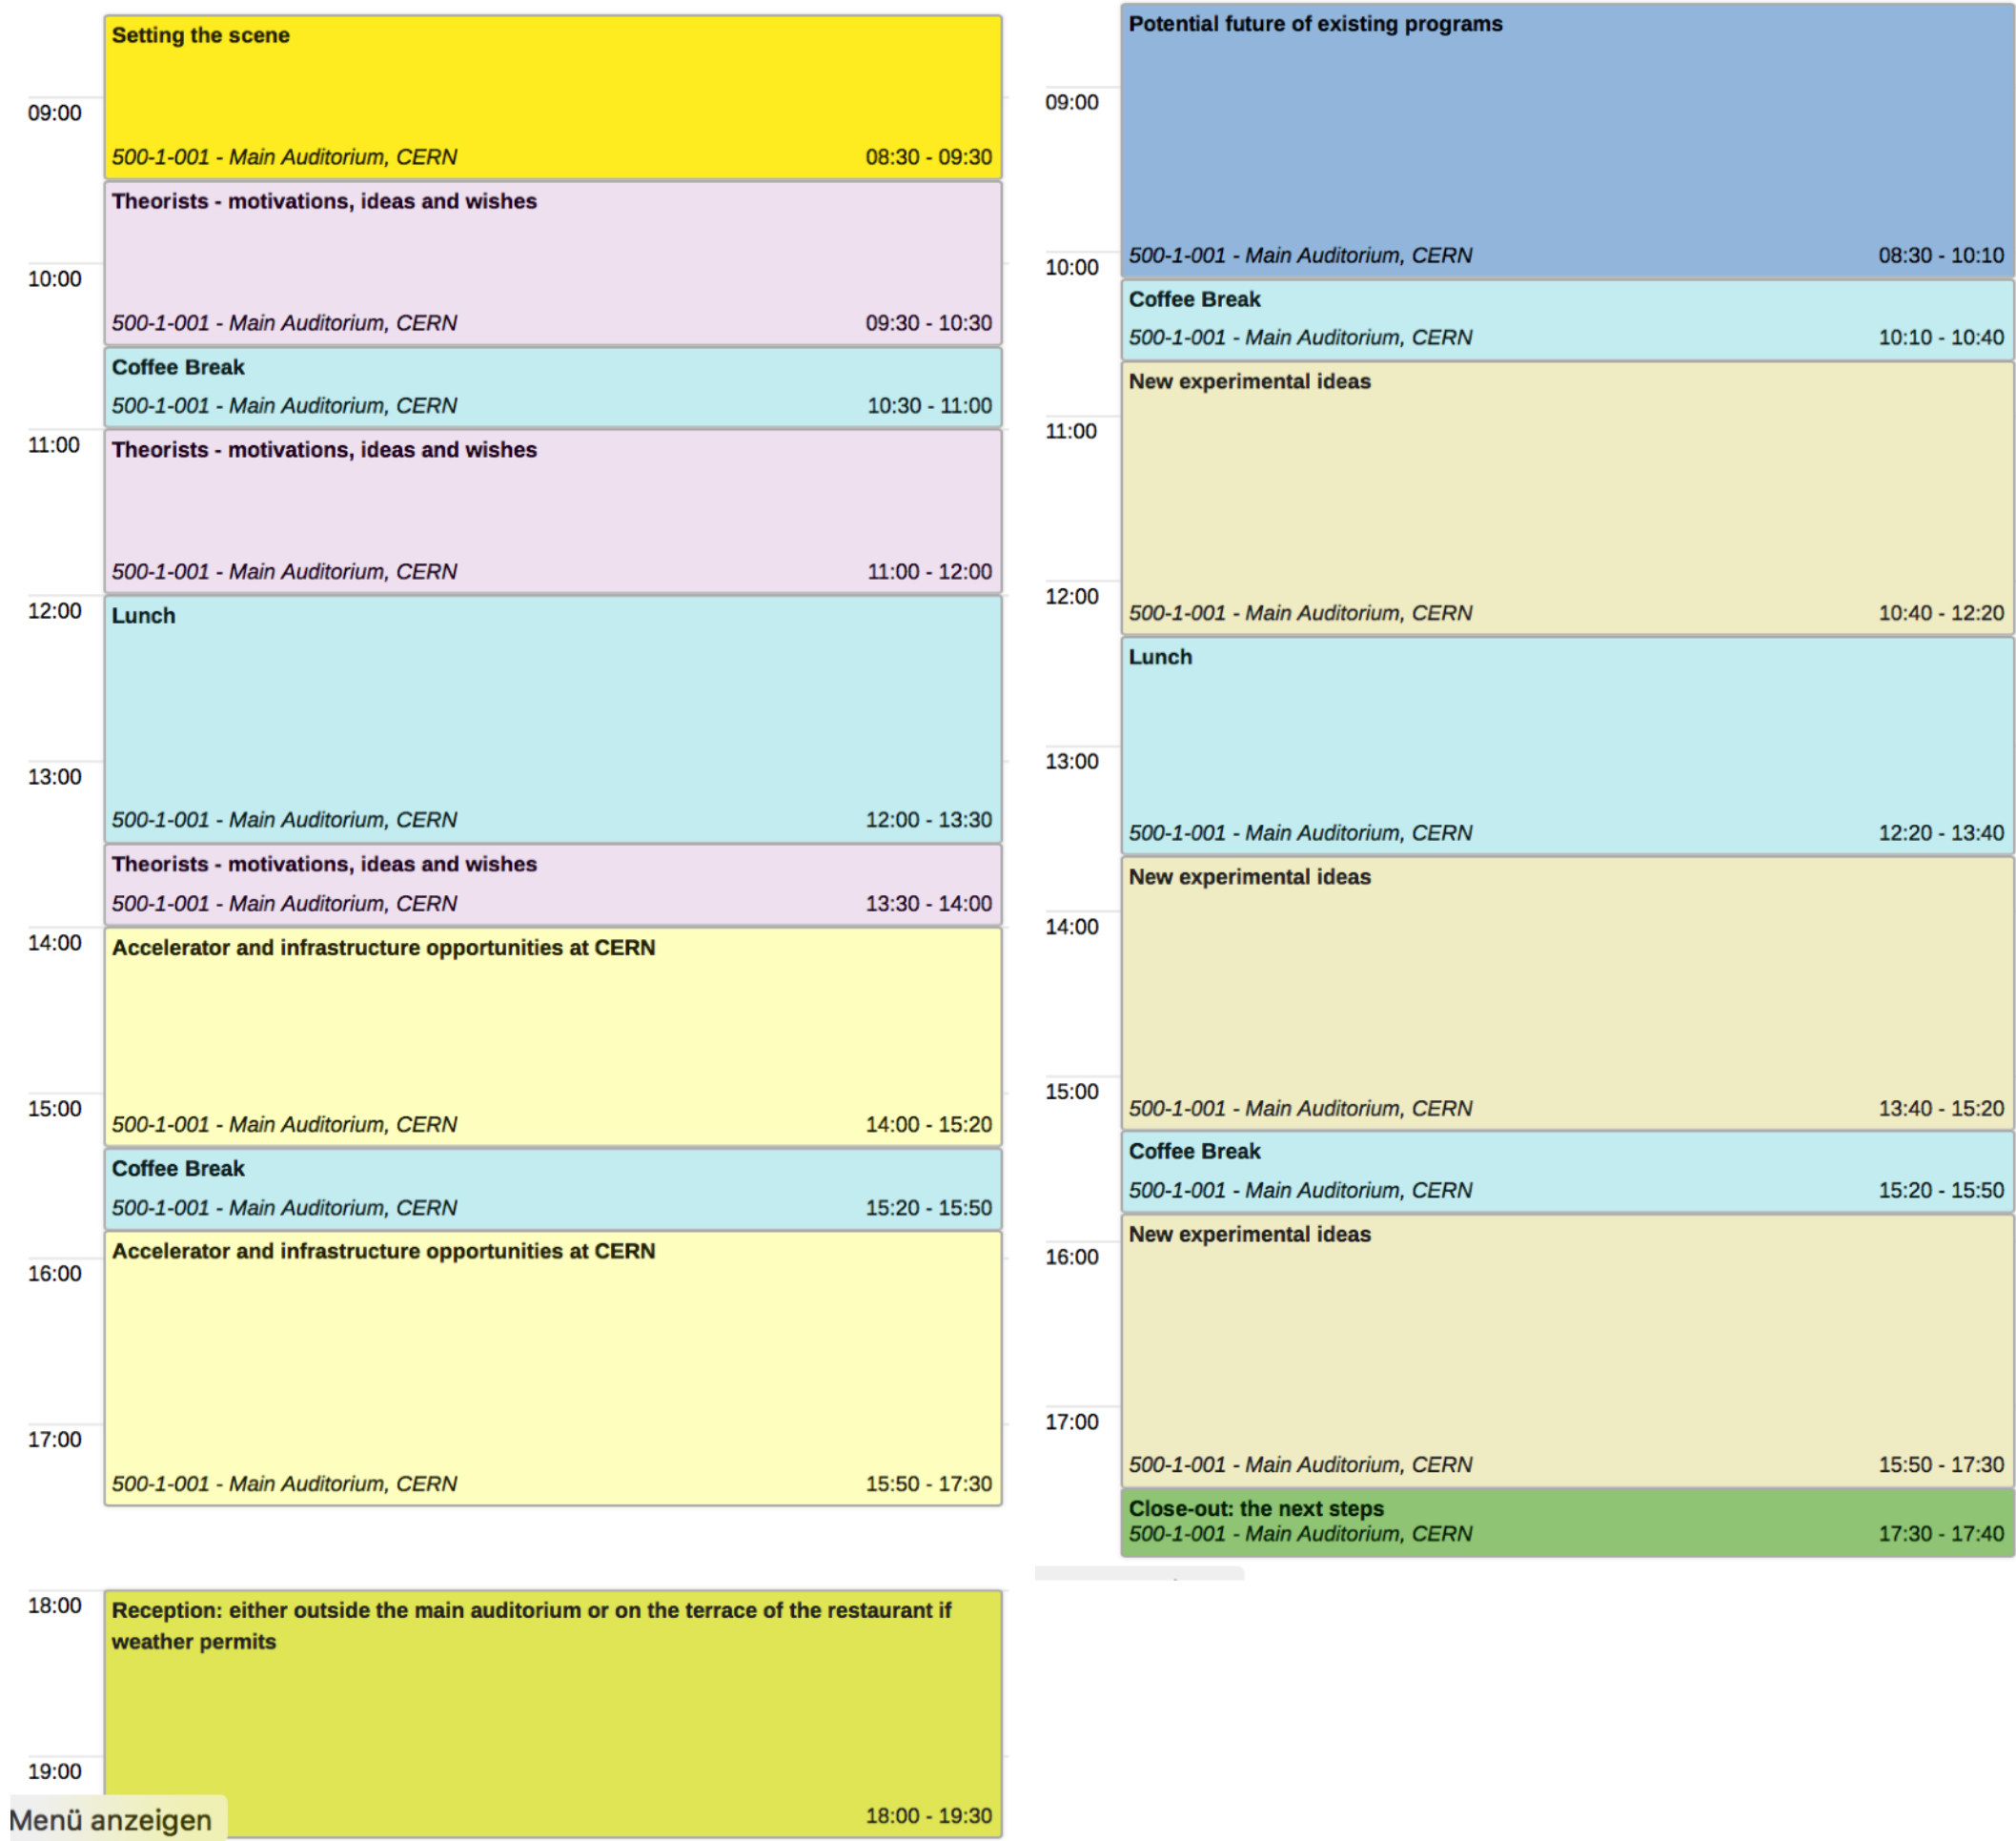 Setting the scene
09:00
500-1-001 - Main Auditorium, CERN 08:30 - 09:30
Theorists - motivations, ideas and wishes
10:00
500-1-001 - Main Auditorium, CERN 09:30 - 10:30
Coffee Break
500-1-001 - Main Auditorium, CERN 10:30 - 11:00
11:00
Theorists - motivations, ideas and wishes
500-1-001 - Main Auditorium, CERN 11:00 - 12:00
12:00
Lunch
13:00
500-1-001 - Main Auditorium, CERN 12:00 - 13:30
Theorists - motivations, ideas and wishes
500-1-001 - Main Auditorium, CERN 13:30 - 14:00
14:00
Accelerator and infrastructure opportunities at CERN
15:00
500-1-001 - Main Auditorium, CERN 14:00 - 15:20
Coffee Break
500-1-001 - Main Auditorium, CERN 15:20 - 15:50
Accelerator and infrastructure opportunities at CERN
16:00
17:00
500-1-001 - Main Auditorium, CERN 15:50 - 17:30
18:00
Reception: either outside the main auditorium or on the terrace of the restaurant if
weather permits
19:00
18:00 - 19:30
Menü anzeigen
Potential future of existing programs
09:00
500-1-001 - Main Auditorium, CERN 08:30 - 10:10
10:00
Coffee Break
500-1-001 - Main Auditorium, CERN 10:10 - 10:40
New experimental ideas
11:00
12:00
500-1-001 - Main Auditorium, CERN 10:40 - 12:20
Lunch
13:00
500-1-001 - Main Auditorium, CERN 12:20 - 13:40
New experimental ideas
14:00
15:00
500-1-001 - Main Auditorium, CERN 13:40 - 15:20
Coffee Break
500-1-001 - Main Auditorium, CERN 15:20 - 15:50
New experimental ideas
16:00
17:00
500-1-001 - Main Auditorium, CERN 15:50 - 17:30
Close-out: the next steps
500-1-001 - Main Auditorium, CERN 17:30 - 17:40